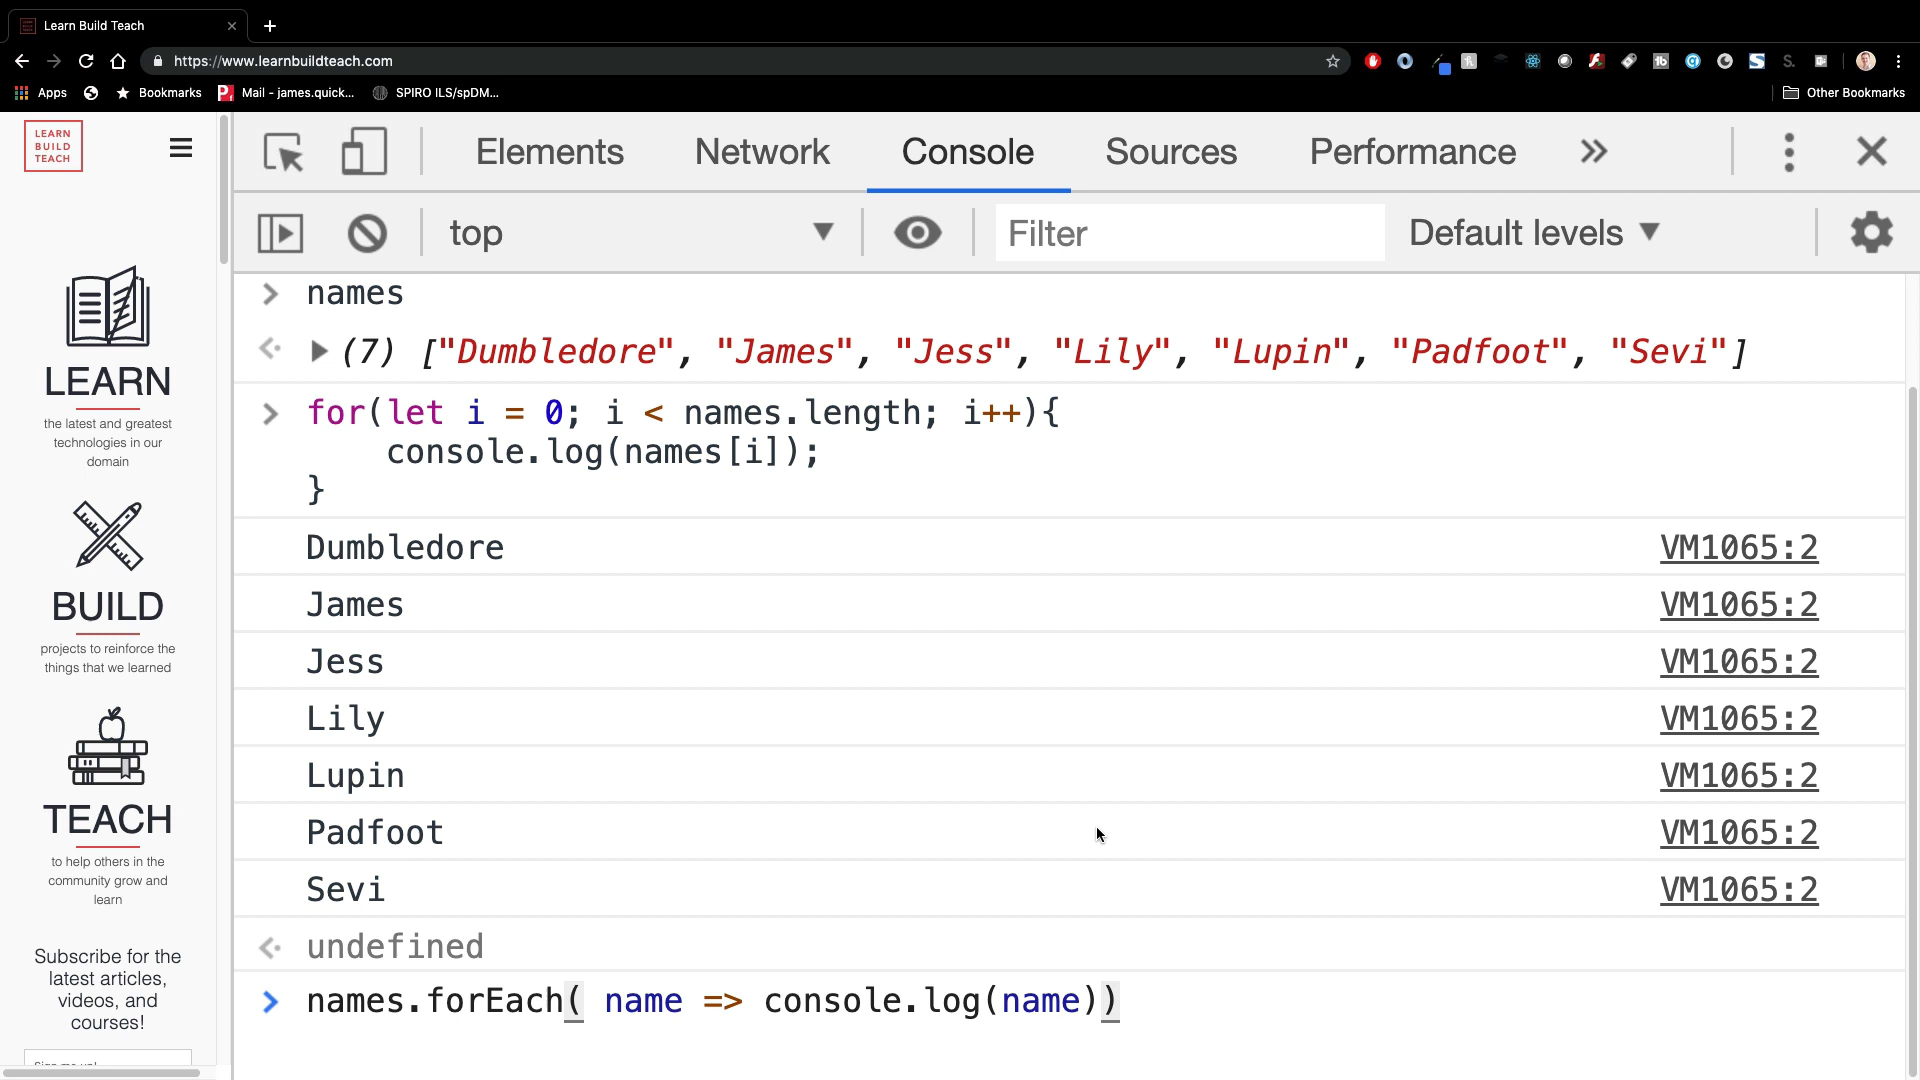 Learn Build Teach
https://www.learnbuildteach.com
Apps
Bookmarks
Mail - james.quick...
SPIRO ILS/spDM...
Other Bookmarks
LEARN
BUILD
TEACH
Elements
Network
Console
Sources
Performance
top
Filter
Default levels
LEARN
the latest and greatest
technologies in our
domain
BUILD
projects to reinforce the
things that we learned
TEACH
to help others in the
community grow and
learn
Subscribe for the
latest articles,
videos, and
courses!
names
(7) ["Dumbledore", "James", "Jess", "Lily", "Lupin", "Padfoot", "Sevi"]
for(let i = 0; i < names.length; i++){
console.log(names[i]);
}
Dumbledore VM1065:2
James VM1065:2
Jess VM1065:2
Lily VM1065:2
Lupin VM1065:2
Padfoot VM1065:2
Sevi VM1065:2
undefined
names.forEach( name => console.log(name))